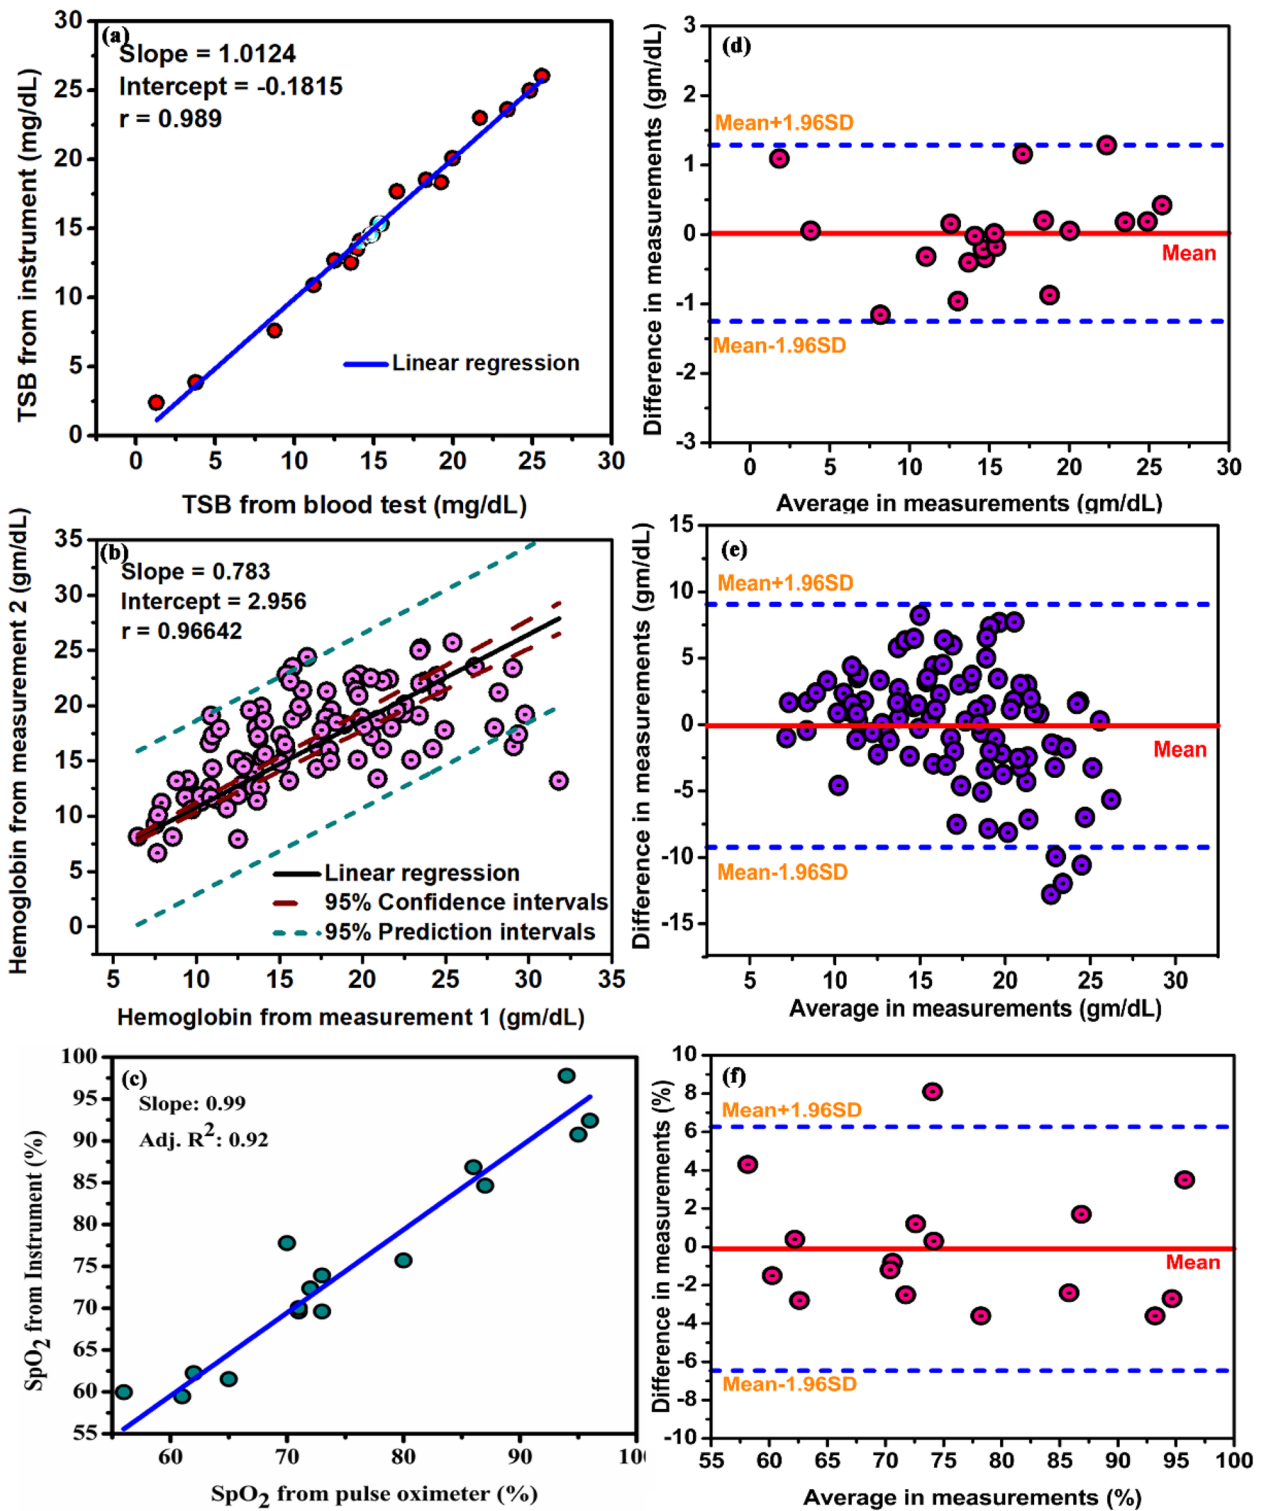 (a)
Slope = 1.0124
Intercept = -0.1815
r = 0.989
Linear regression
30
25
20
15
10
5
0
0 5 10 15 20 25 30
TSB from instrument (mg/dL)
TSB from blood test (mg/dL)
(d)
Mean+1.96SD
Mean
Mean-1.96SD
3
2
1
0
-1
-2
-3
0 5 10 15 20 25 30
Difference in measurements (gm/dL)
Average in measurements (gm/dL)
(b)
Slope = 0.783
Intercept = 2.956
r = 0.96642
Linear regression
95% Confidence intervals
95% Prediction intervals
35
30
25
20
15
10
5
0
5 10 15 20 25 30 35
Hemoglobin from measurement 2 (gm/dL)
Hemoglobin from measurement 1 (gm/dL)
(e)
Mean+1.96SD
Mean
Mean-1.96SD
15
10
5
0
-5
-10
-15
5 10 15 20 25 30
Difference in measurements (gm/dL)
Average in measurements (gm/dL)
(c)
Slope: 0.99
Adj. R2: 0.92
100
95
90
85
80
75
70
65
60
55
60 70 80 90 10
SpO2 from Instrument (%)
SpO2 from pulse oximeter (%)
(f)
Mean+1.96SD
Mean
Mean-1.96SD
10
8
6
4
2
0
-2
-4
-6
-8
-10
55 60 65 70 75 80 85 90 95 100
Difference in measurements (%)
Average in measurements (%)